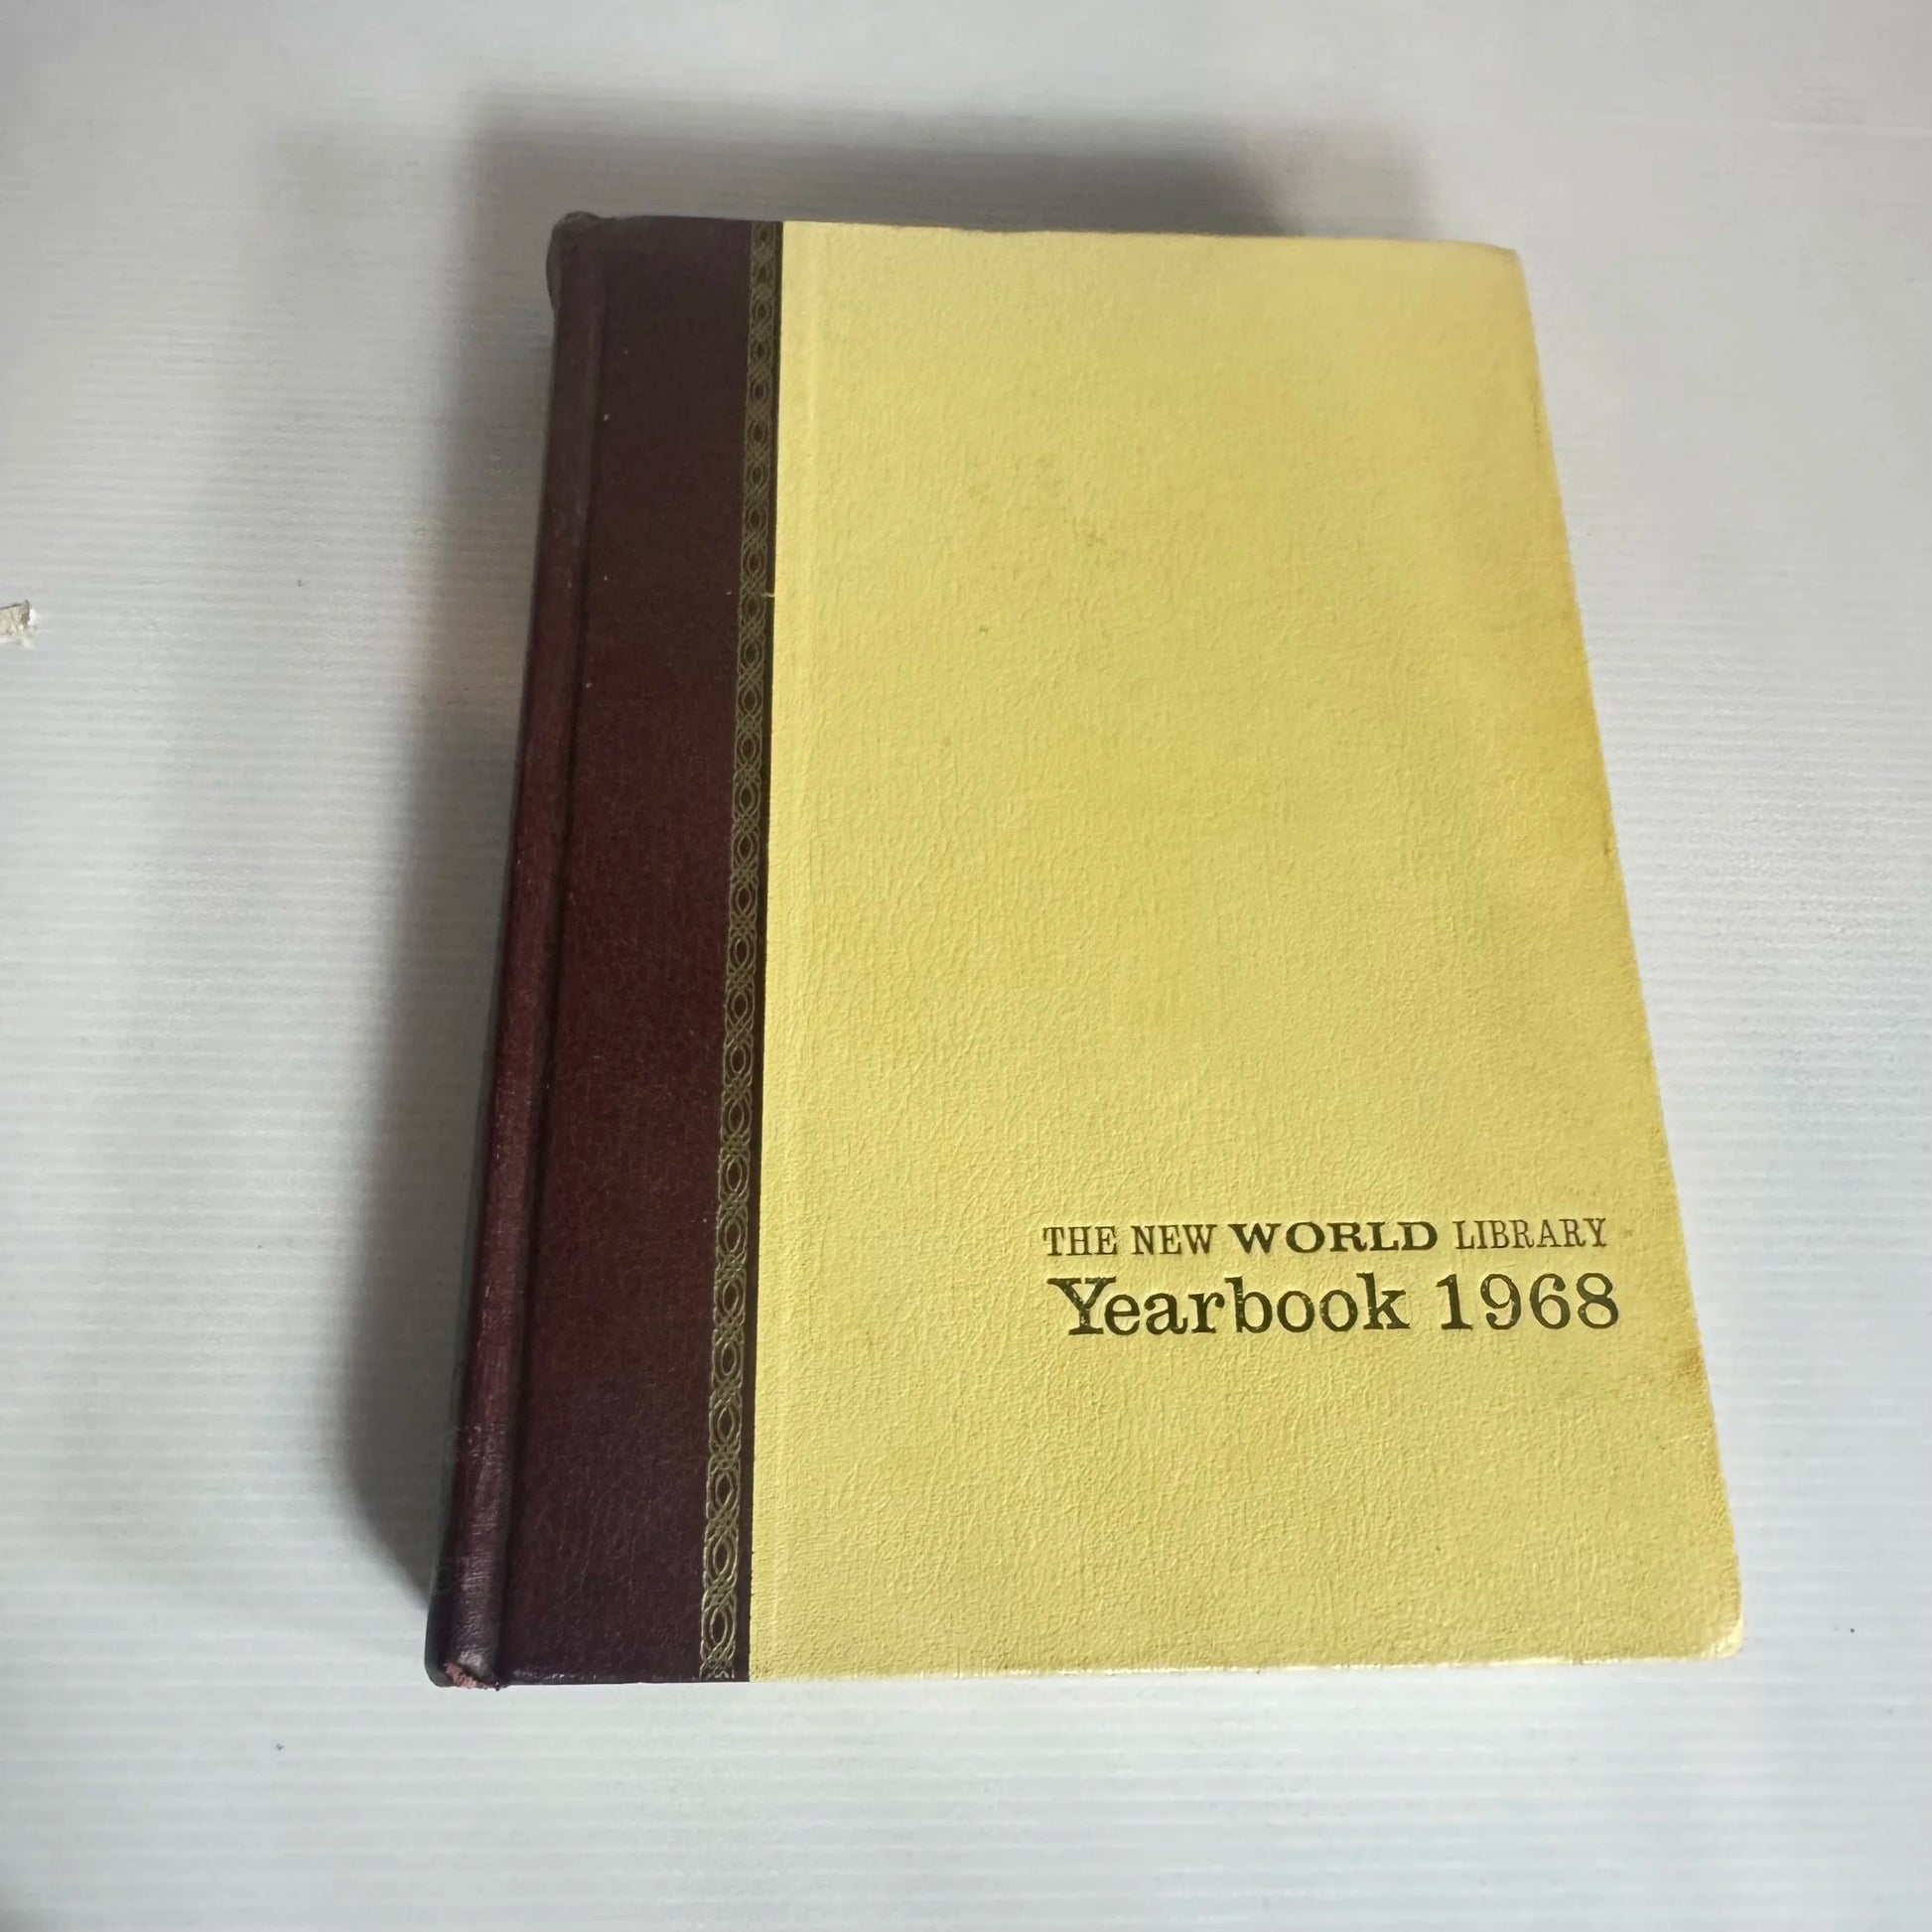 THE NEW WORLD LIBRARY
Yearbook 1968